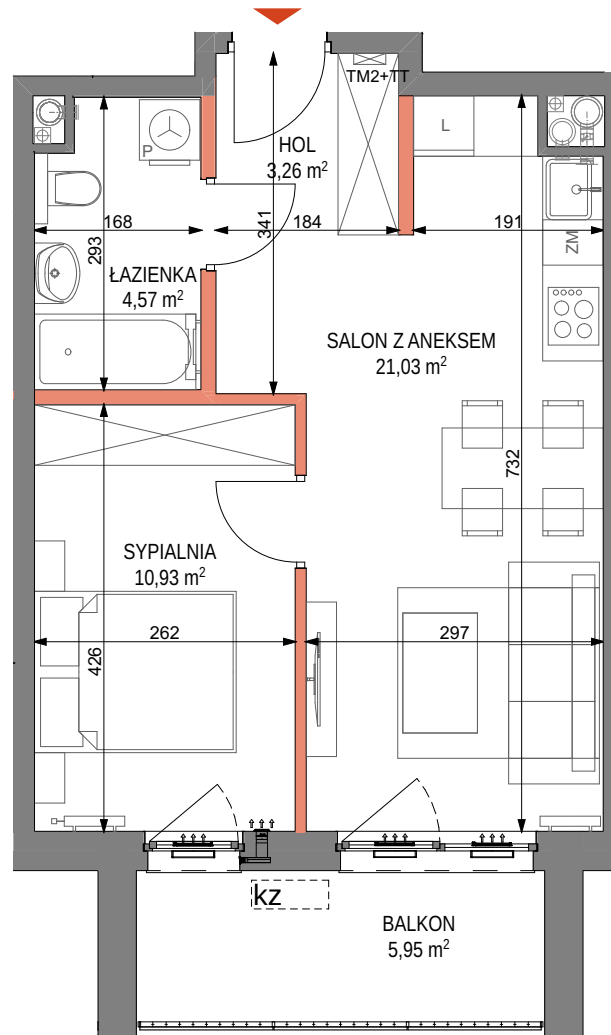 TM2+TT
HOL
3,26 m²
P
L
168
293
341
184
191
ZM
ŁAZIENKA
4,57 m²
SALON Z ANEKSEM
21,03 m²
732
SYPIALNIA
10,93 m²
262
426
297
kz
BALKON
5,95 m²